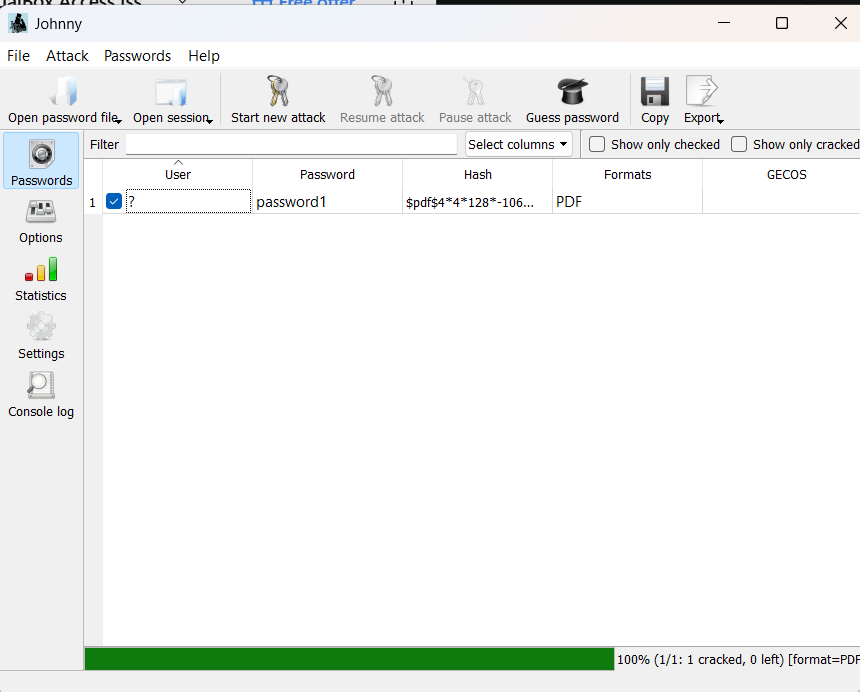 Free offer
Johnny
File Attack Passwords Help
Open password file Open session Start new attack Resume attack Pause attack Guess password Copy Export
Passwords
Options
Statistics
Settings
Console log
Filter Select columns Show only checked Show only cracked
User Password Hash Formats GECOS
1 ? password1 $pdf$4*4*128*-106... PDF
100% (1/1: 1 cracked, 0 left) [format=PDF